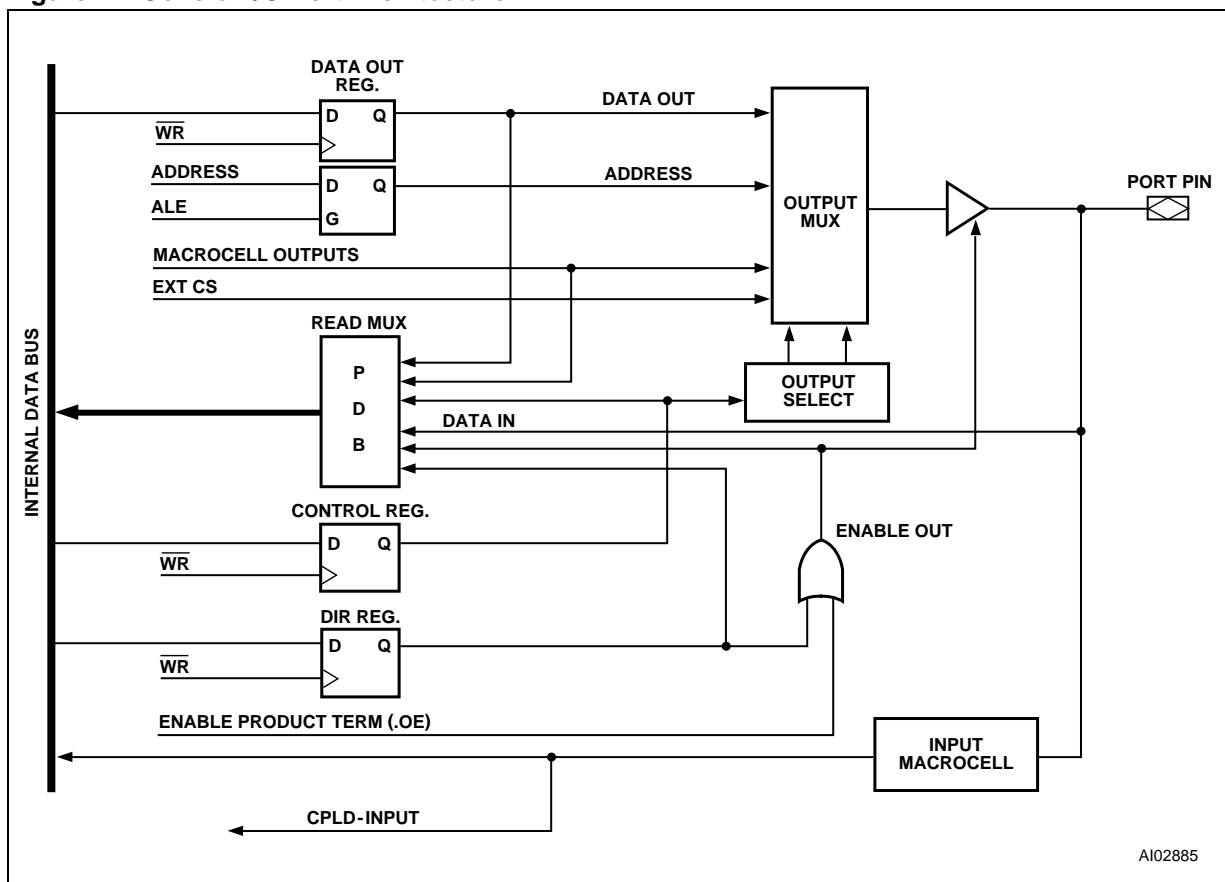 DATA OUT
REG.
D Q
DATA OUT
WR
ADDRESS
D Q
ADDRESS
ALE
G
OUTPUT
MUX
PORT PIN
MACROCELL OUTPUTS
EXT CS
READ MUX
P
D
B
OUTPUT
SELECT
DATA IN
INTERNAL DATA BUS
CONTROL REG.
D Q
WR
ENABLE OUT
DIR REG.
D Q
WR
ENABLE PRODUCT TERM (.OE)
INPUT
MACROCELL
CPLD-INPUT
AI02885